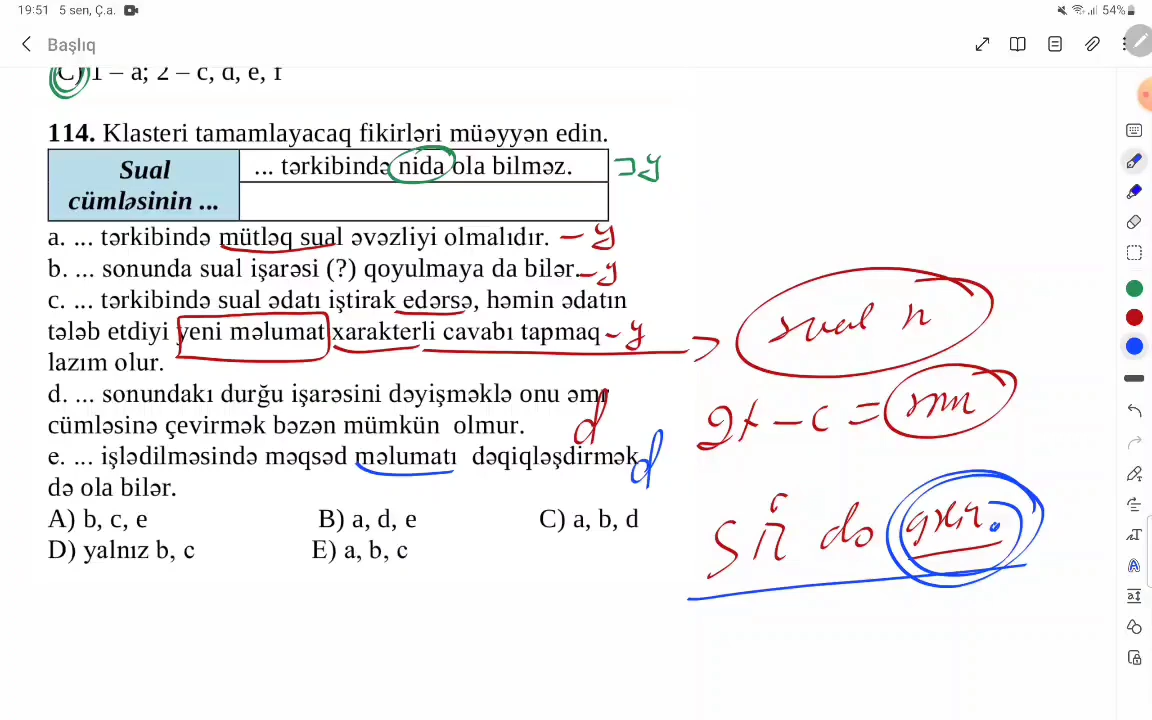 19:51 5 sen, Ç.a. 54%
Başlıq
C) 1 – a; 2 – c, d, e, f
114. Klasteri tamamlayacaq fikirləri müəyyən edin.
Sual cümləsinin ...
... tərkibində nida ola bilməz. y
a. ... tərkibində mütləq sual əvəzliyi olmalıdır. – y
b. ... sonunda sual işarəsi (?) qoyulmaya da bilər. – y
c. ... tərkibində sual ədatı iştirak edərsə, həmin ədatın
tələb etdiyi yeni məlumat xarakterli cavabı tapmaq – y
lazım olur.
sual
d. ... sonundakı durğu işarəsini dəyişməklə onu əmr
cümləsinə çevirmək bəzən mümkün olmur. d
e. ... işlədilməsində məqsəd məlumatı dəqiqləşdirmək d
də ola bilər.
A) b, c, e B) a, d, e C) a, b, d
D) yalnız b, c E) a, b, c